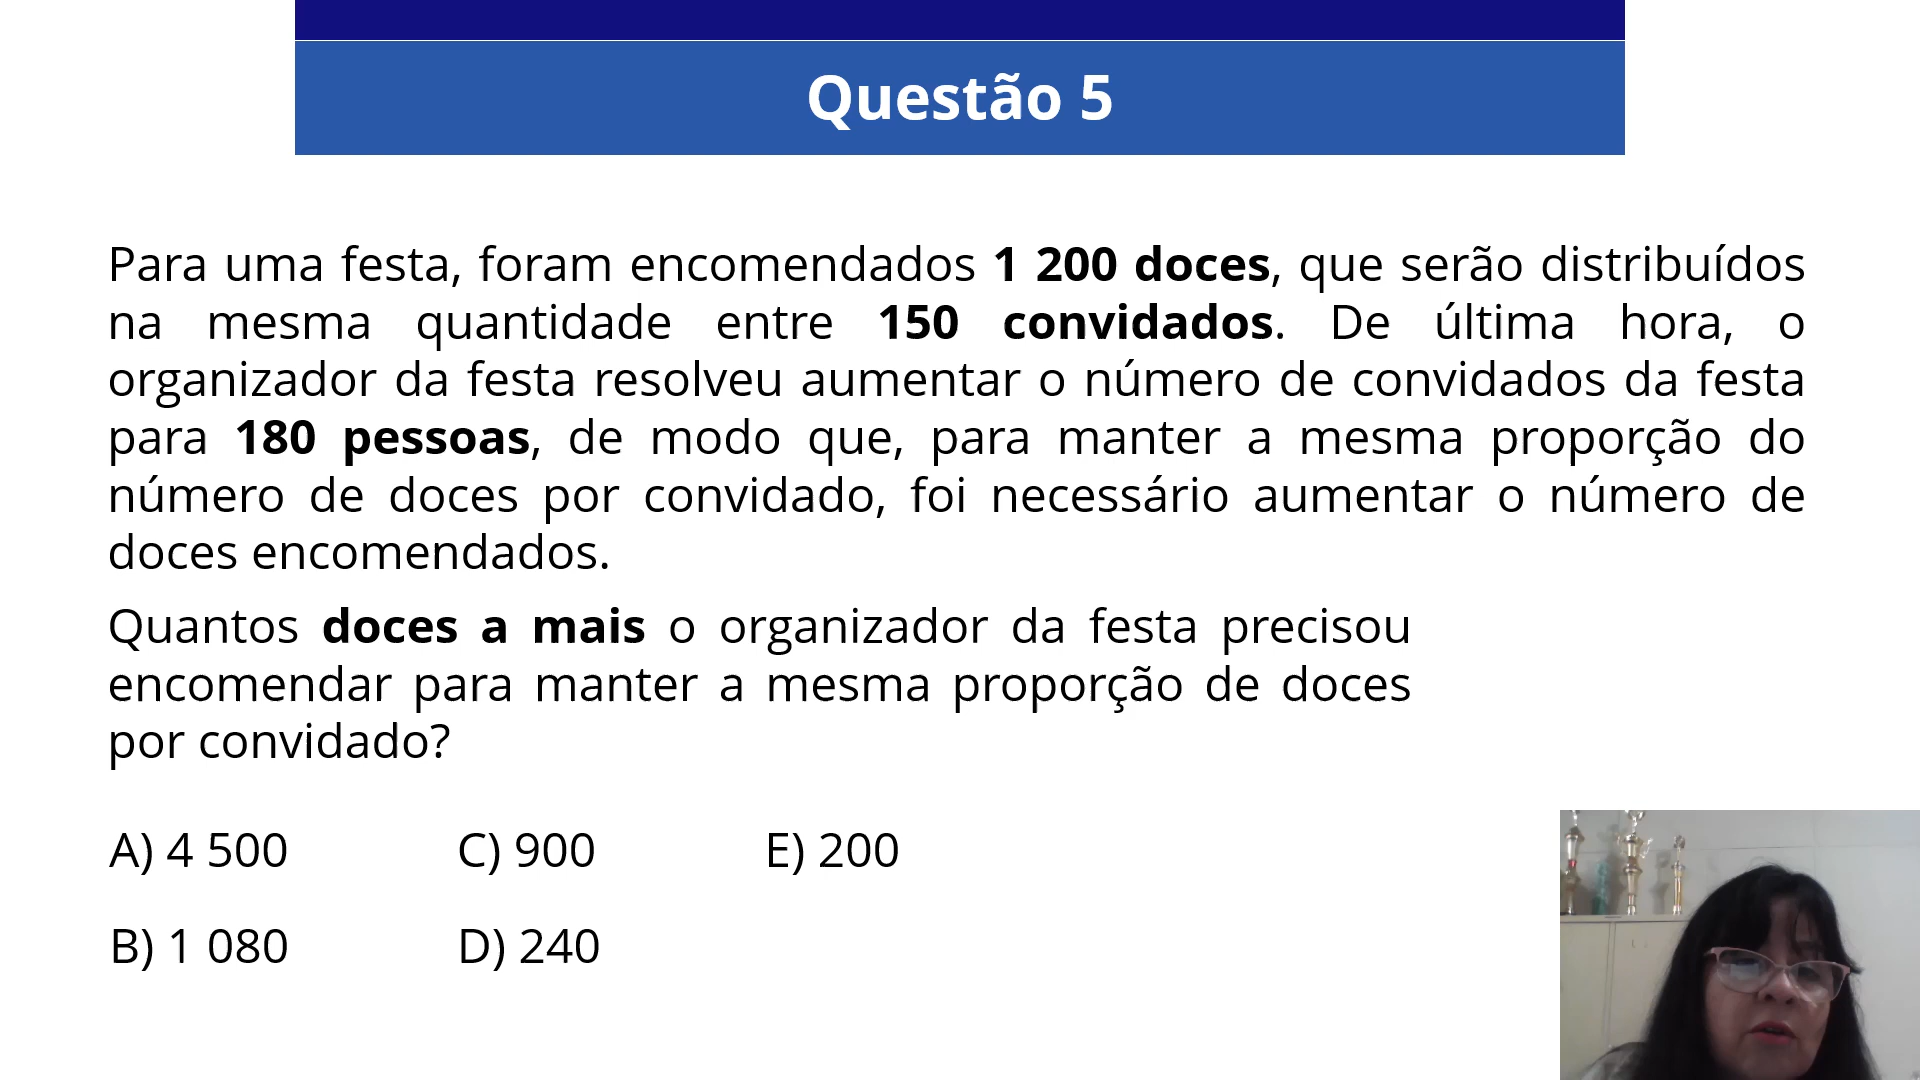 Questão 5
Para uma festa, foram encomendados 1 200 doces, que serão distribuídos
na mesma quantidade entre 150 convidados. De última hora, o
organizador da festa resolveu aumentar o número de convidados da festa
para 180 pessoas, de modo que, para manter a mesma proporção do
número de doces por convidado, foi necessário aumentar o número de
doces encomendados.
Quantos doces a mais o organizador da festa precisou
encomendar para manter a mesma proporção de doces
por convidado?
A) 4 500 C) 900 E) 200
B) 1 080 D) 240